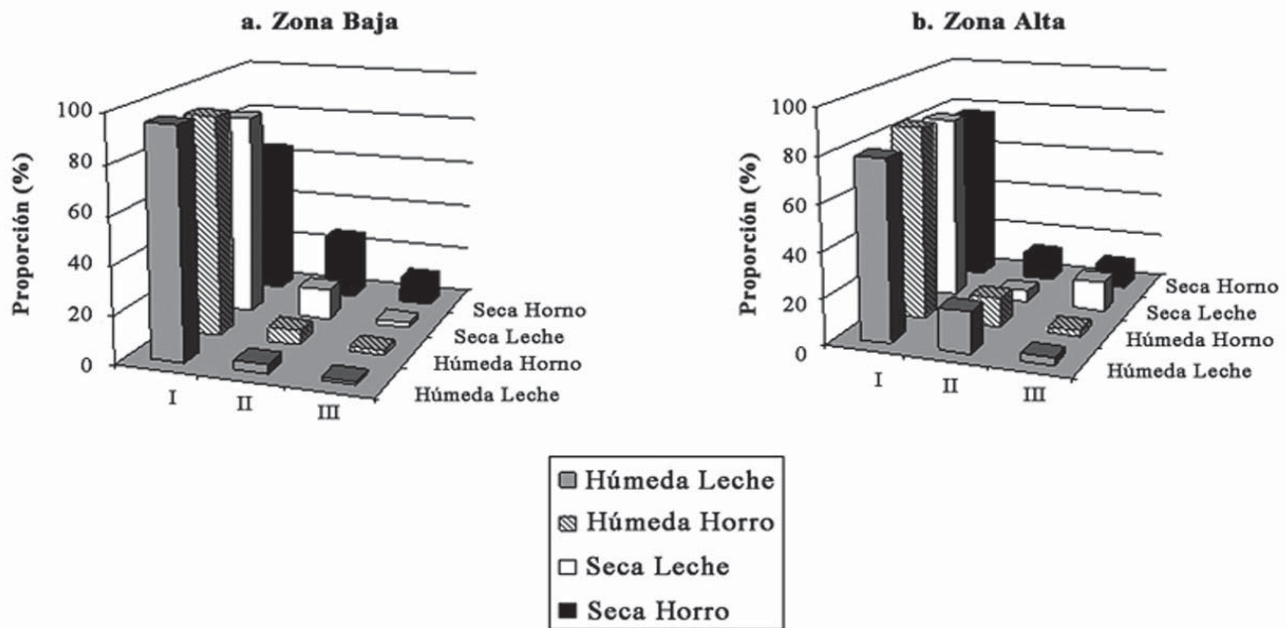 a. Zona Baja
Proporción (%)
100
80
60
40
20
0
I
II
III
Seca Horno
Seca Leche
Húmeda Horno
Húmeda Leche
b. Zona Alta
Proporción (%)
100
80
60
40
20
0
I
II
III
Seca Horno
Seca Leche
Húmeda Horno
Húmeda Leche
Húmeda Leche
Húmeda Horro
Seca Leche
Seca Horro